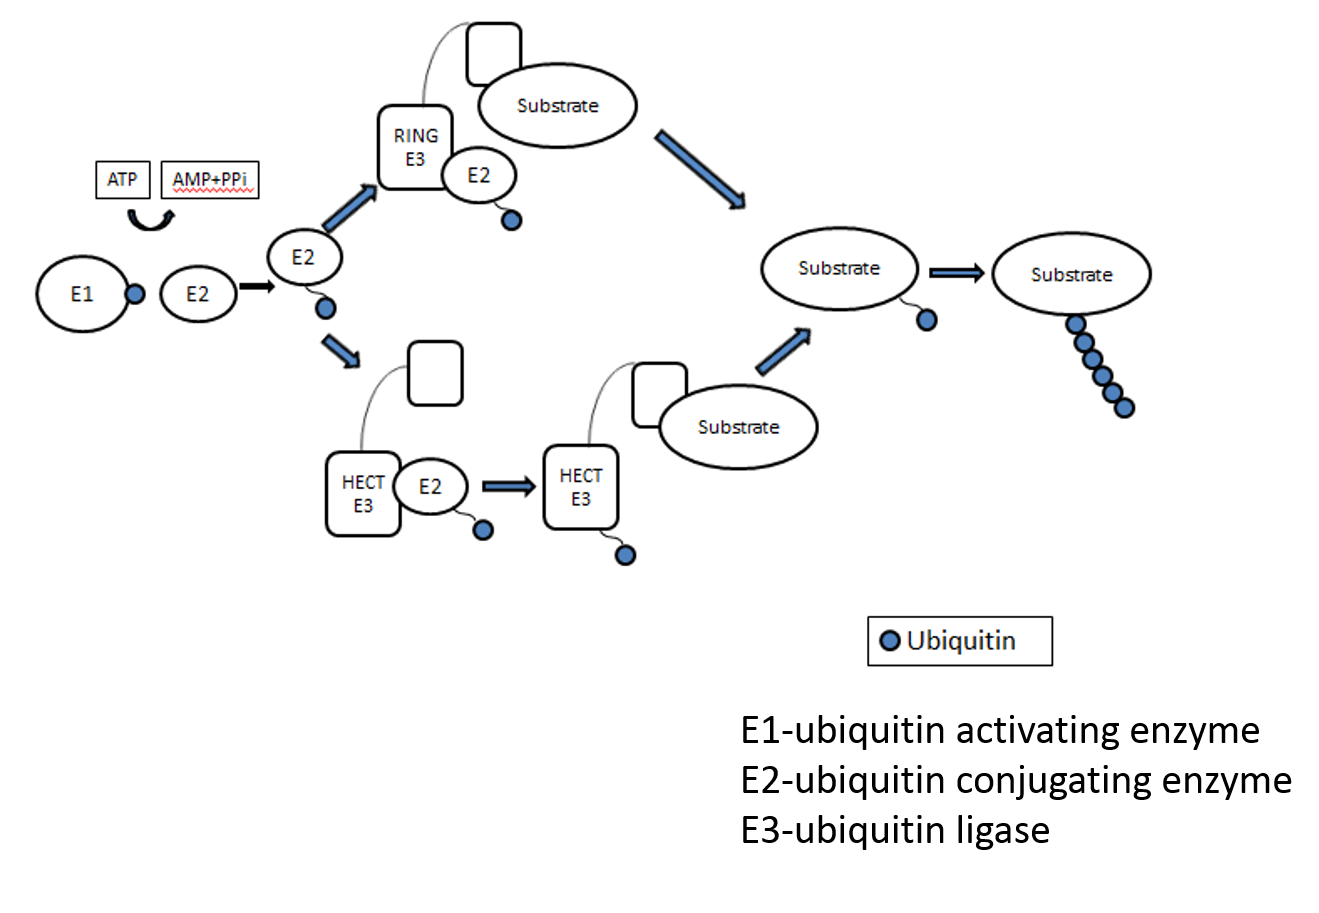 Substrate
RING
E3
E2
ATP
AMP+PPi
E2
E1
E2
Substrate
Substrate
Substrate
HECT
E3
E2
HECT
E3
Ubiquitin
E1-ubiquitin activating enzyme
E2-ubiquitin conjugating enzyme
E3-ubiquitin ligase